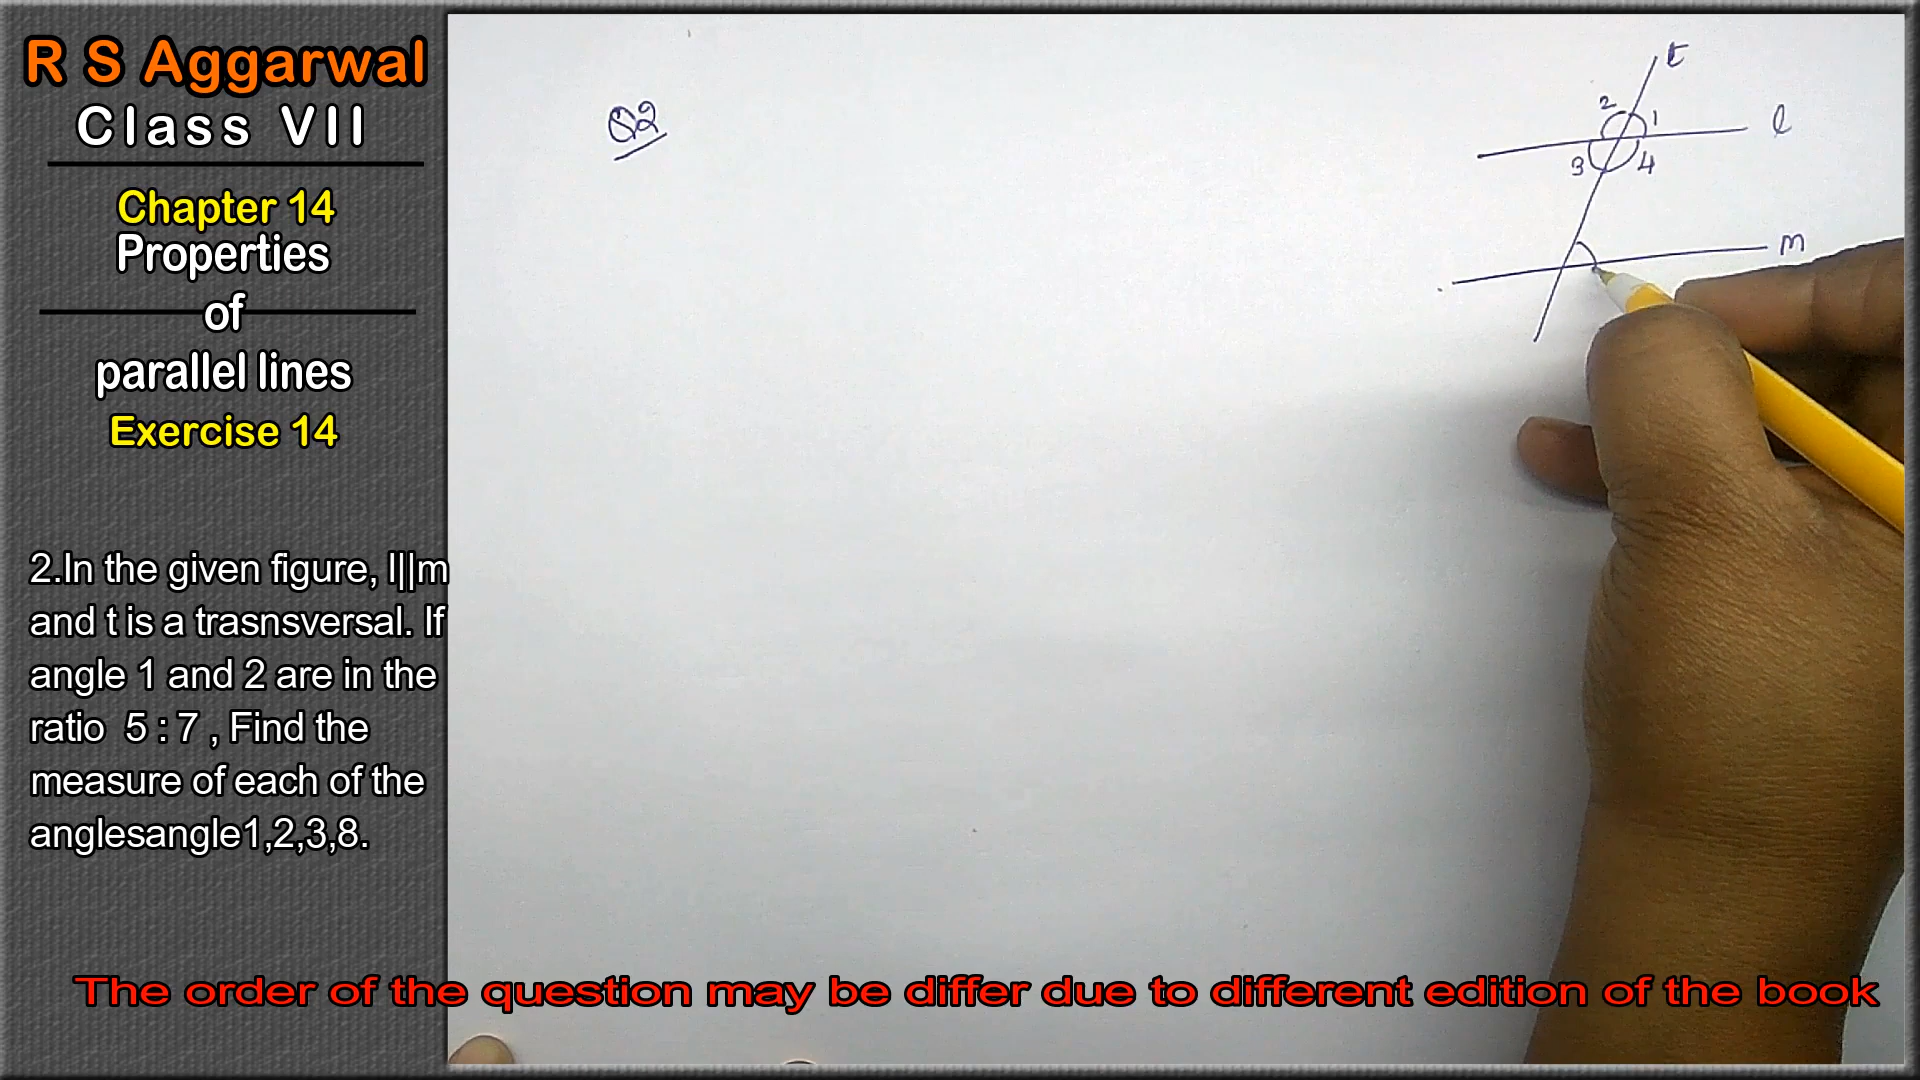 R S Aggarwal
Class VII
Chapter 14
Properties
of
parallel lines
Exercise 14
2.In the given figure, l||m
and t is a trasnsversal. If
angle 1 and 2 are in the
ratio 5 : 7 , Find the
measure of each of the
anglesangle1,2,3,8.
Q2
t
2
1
l
3
4
m
The order of the question may be differ due to different edition of the book